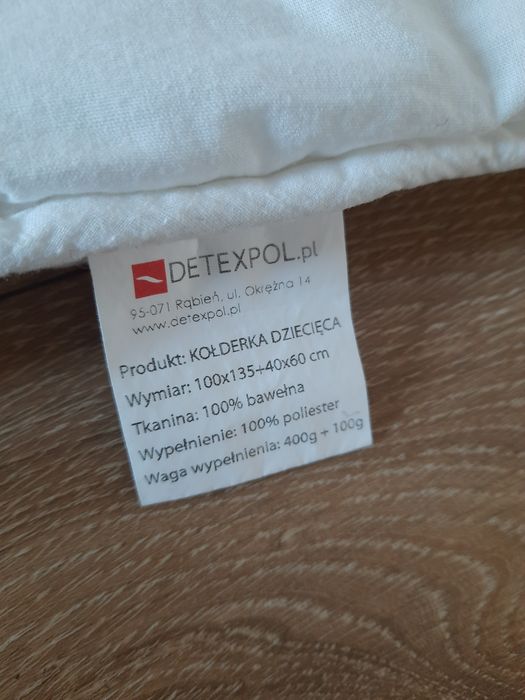 DETEXPOL.pl
95-071 Rąbień, ul. Okrężna 14
www.detexpol.pl
Produkt: KOŁDERKA DZIECIĘCA
Wymiar: 100x135+40x60 cm
Tkanina: 100% bawełna
Wypełnienie: 100% poliester
Waga wypełnienia: 400g + 100g